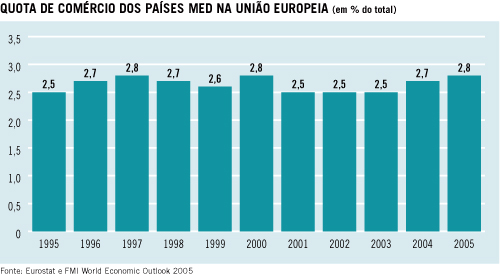 QUOTA DE COMÉRCIO DOS PAÍSES MED NA UNIÃO EUROPEIA (em % do total)
3,5
3,0
2,5
2,0
1,5
1,0
0,5
0
2,5 2,7 2,8 2,7 2,6 2,8 2,5 2,5 2,5 2,7 2,8
1995 1996 1997 1998 1999 2000 2001 2002 2003 2004 2005
Fonte: Eurostat e FMI World Economic Outlook 2005